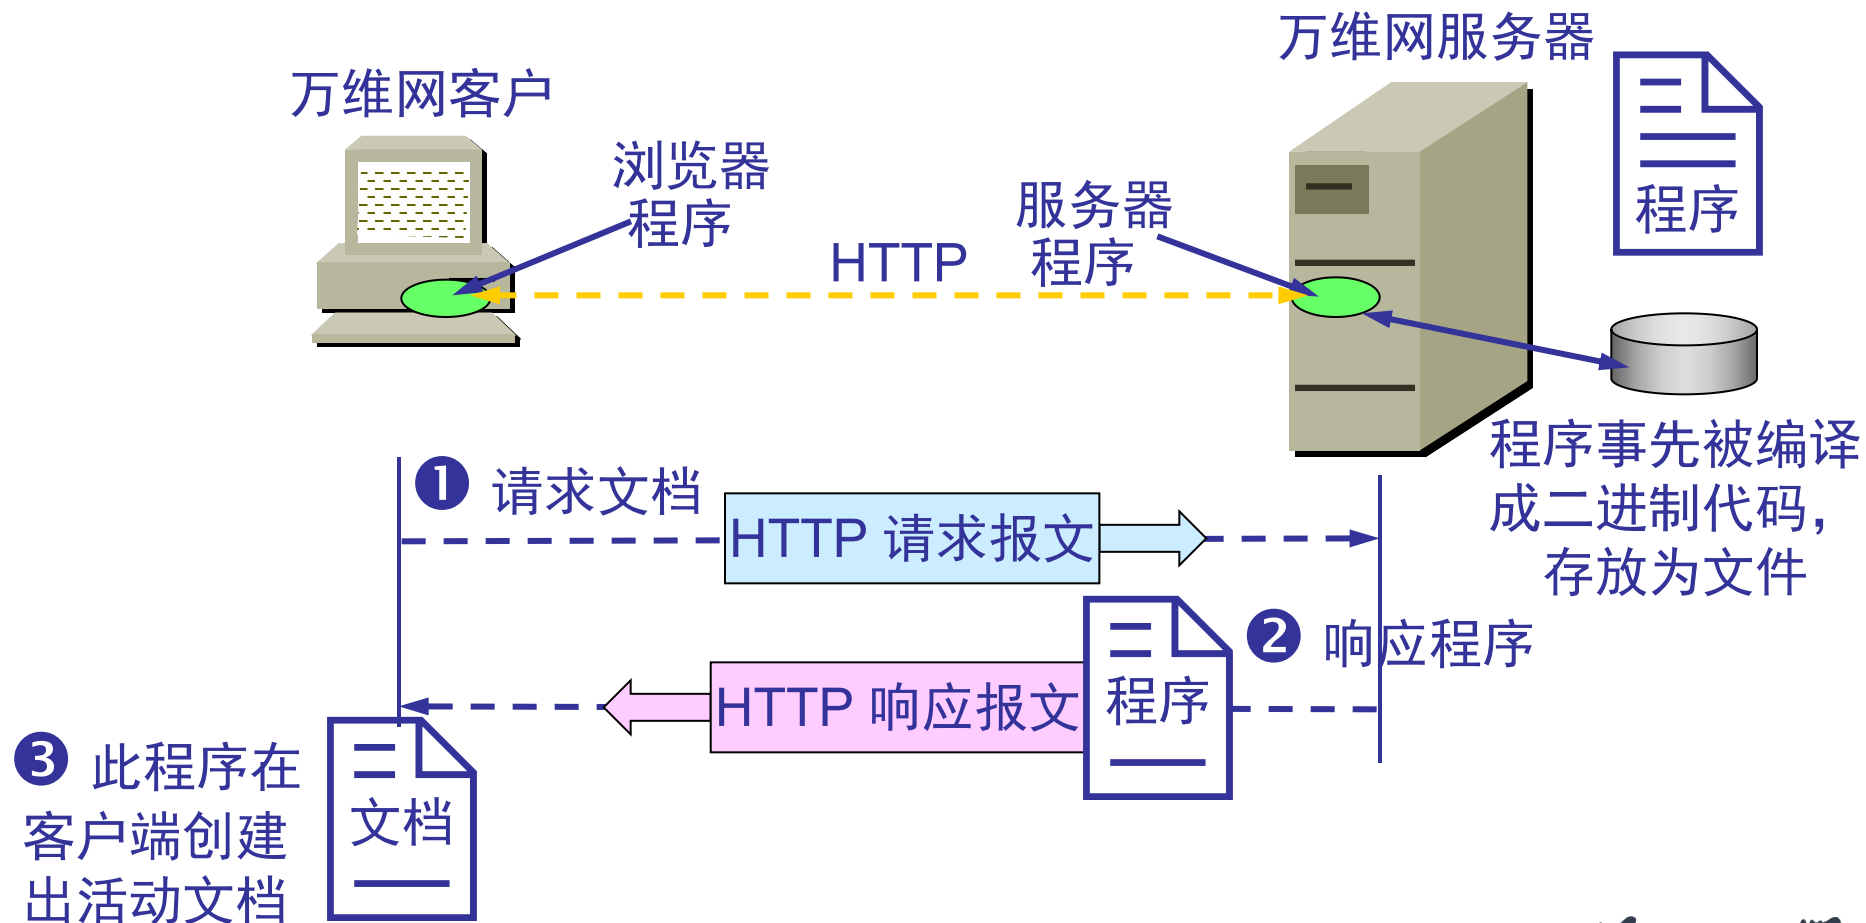 万维网服务器
万维网客户
浏览器
程序
服务器
程序
程序
HTTP
程序事先被编译
成二进制代码，
存放为文件
❶ 请求文档
HTTP 请求报文
❷ 响应程序
HTTP 响应报文
程序
❸ 此程序在
客户端创建
出活动文档
文档